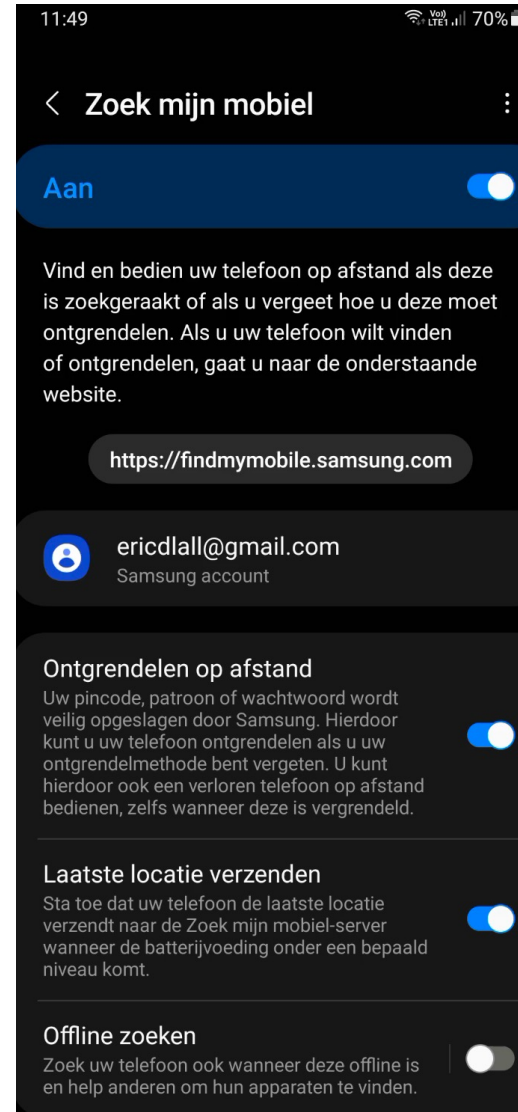 11:49
Vo)) LTE1 70%
Zoek mijn mobiel
Aan
Vind en bedien uw telefoon op afstand als deze
is zoekgeraakt of als u vergeet hoe u deze moet
ontgrendelen. Als u uw telefoon wilt vinden
of ontgrendelen, gaat u naar de onderstaande
website.
https://findmymobile.samsung.com
ericdlall@gmail.com
Samsung account
Ontgrendelen op afstand
Uw pincode, patroon of wachtwoord wordt
veilig opgeslagen door Samsung. Hierdoor
kunt u uw telefoon ontgrendelen als u uw
ontgrendelmethode bent vergeten. U kunt
hierdoor ook een verloren telefoon op afstand
bedienen, zelfs wanneer deze is vergrendeld.
Laatste locatie verzenden
Sta toe dat uw telefoon de laatste locatie
verzendt naar de Zoek mijn mobiel-server
wanneer de batterijvoeding onder een bepaald
niveau komt.
Offline zoeken
Zoek uw telefoon ook wanneer deze offline is
en help anderen om hun apparaten te vinden.